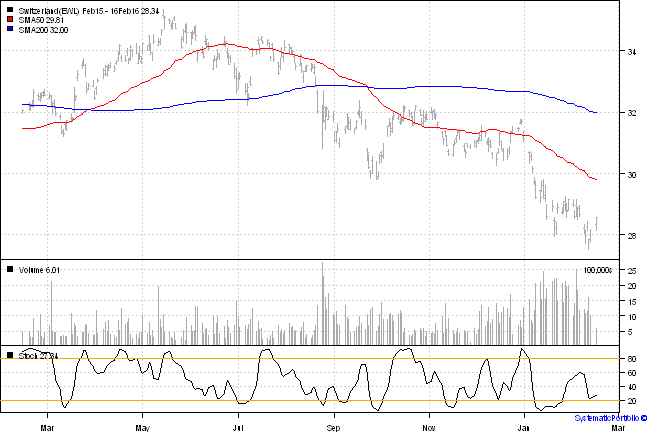 Switzerland(EWL) Feb15 - 16Feb16 28.34
SMA50 29.81
SMA200 32.00
34
32
30
28
Volume 6.01
100,000s
25
20
15
10
5
Stoch 27.34
80
60
40
20
Mar May Jul Sep Nov Jan Mar
SystematicPortfolio ©